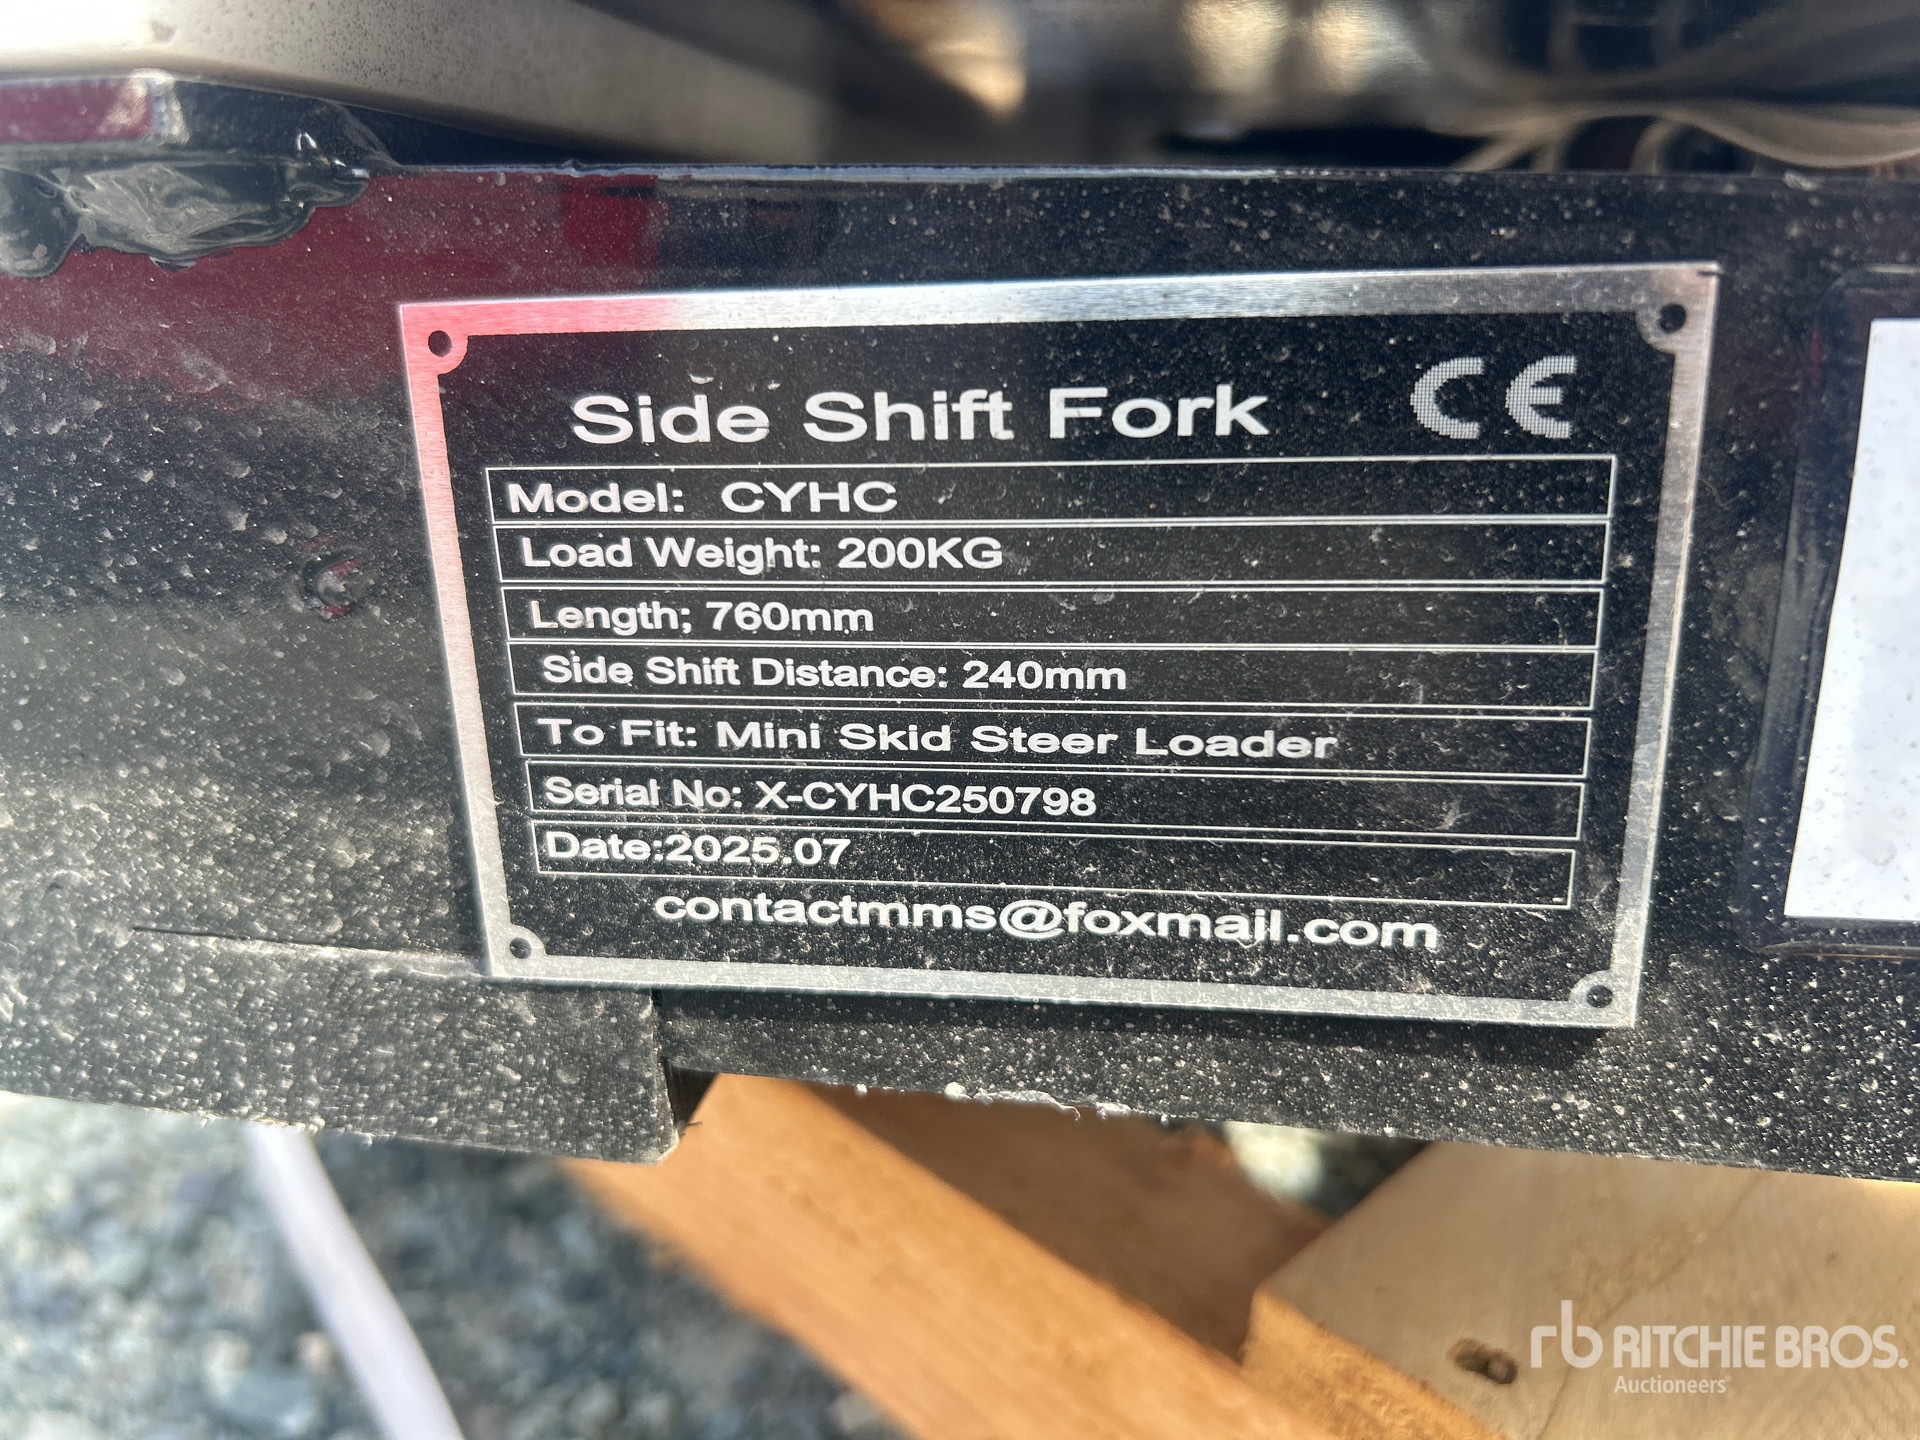 Side Shift Fork CE
Model: CYHC
Load Weight: 200KG
Length; 760mm
Side Shift Distance: 240mm
To Fit: Mini Skid Steer Loader
Serial No: X-CYHC250798
Date:2025.07
contactmms@foxmail.com
rb RITCHIE BROS.
Auctioneers